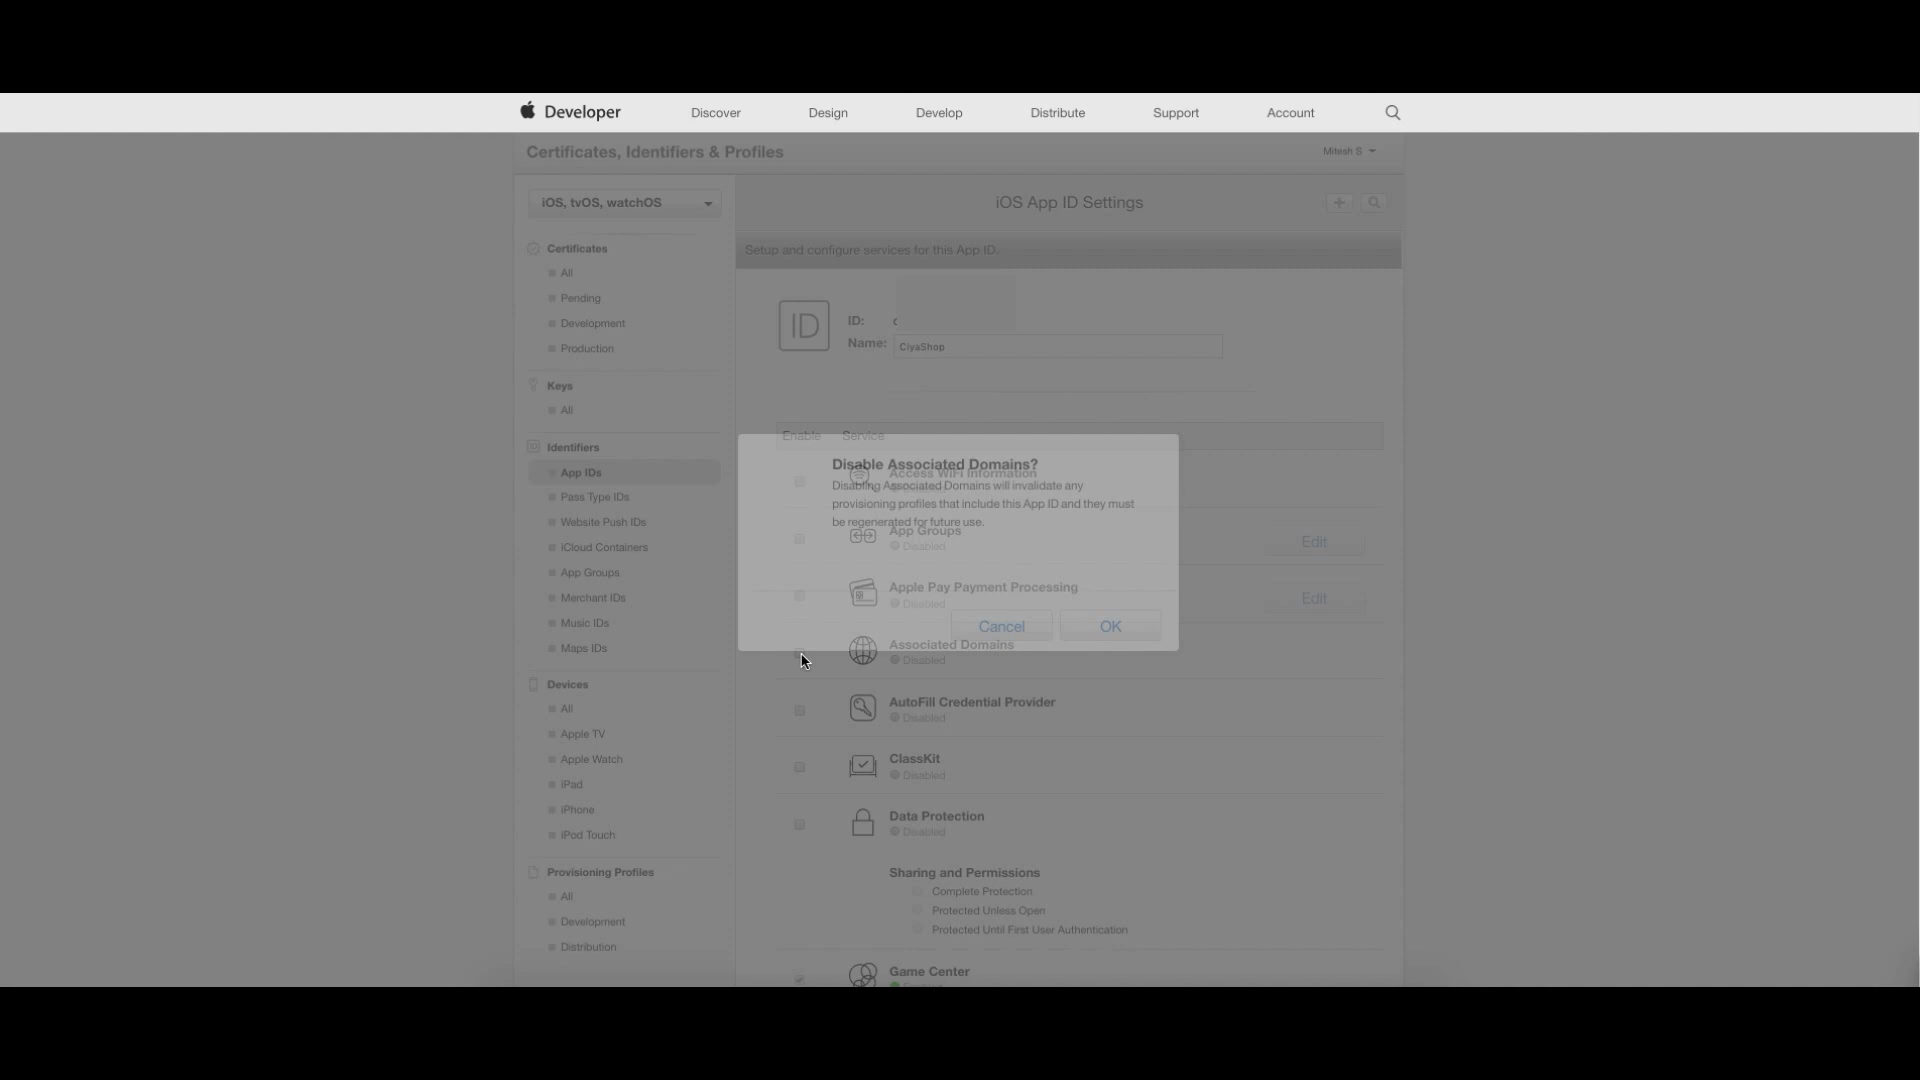 Developer
Discover
Design
Develop
Distribute
Support
Account
Certificates, Identifiers & Profiles
Mitesh S
iOS, tvOS, watchOS
Certificates
All
Pending
Development
Production
Keys
All
Identifiers
App IDs
Pass Type IDs
Website Push IDs
iCloud Containers
App Groups
Merchant IDs
Music IDs
Maps IDs
Devices
All
Apple TV
Apple Watch
iPad
iPhone
iPod Touch
Provisioning Profiles
All
Development
Distribution
iOS App ID Settings
Setup and configure services for this App ID.
ID
ID: c
Name: CiyaShop
Enable Service
Disable Associated Domains?
Disabling Associated Domains will invalidate any
provisioning profiles that include this App ID and they must
be regenerated for future use.
Cancel
OK
Access WiFi Information
App Groups
Disabled
Edit
Apple Pay Payment Processing
Disabled
Edit
Associated Domains
Disabled
AutoFill Credential Provider
Disabled
ClassKit
Disabled
Data Protection
Disabled
Sharing and Permissions
Complete Protection
Protected Unless Open
Protected Until First User Authentication
Game Center